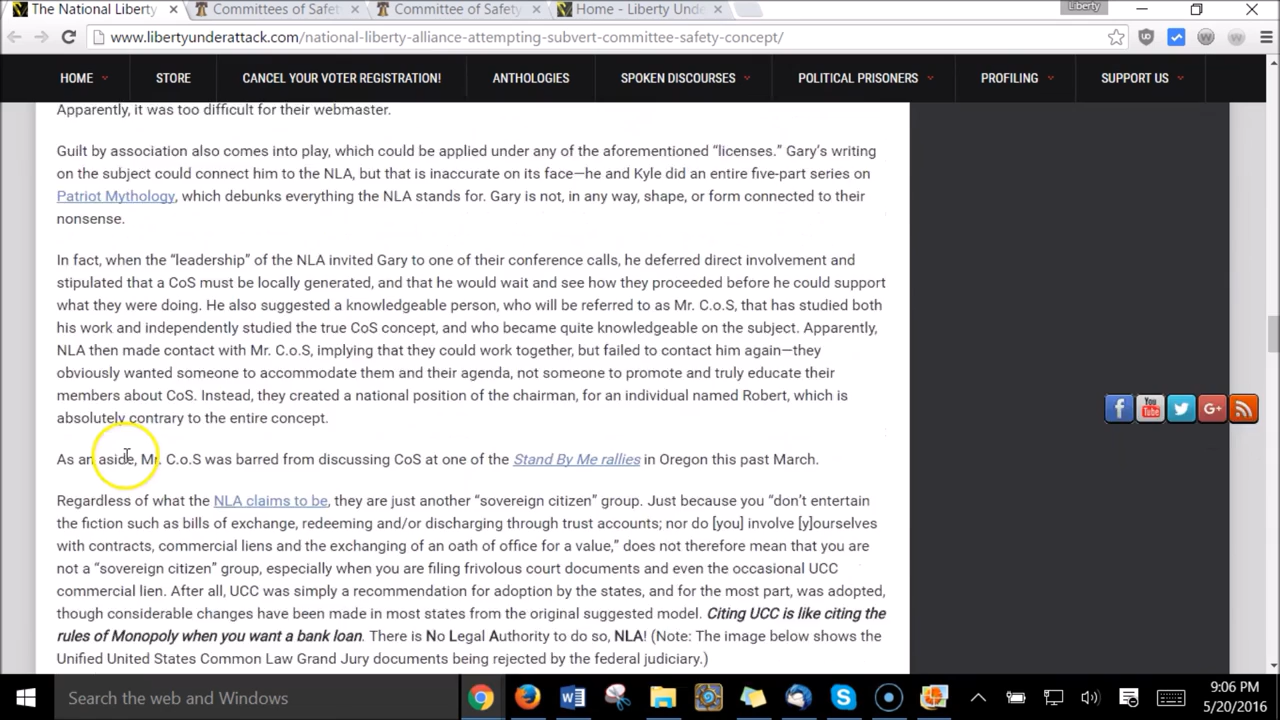 The National Liberty
Committees of Safet
Committee of Safety
Home - Liberty Unde
Liberty
www.libertyunderattack.com/national-liberty-alliance-attempting-subvert-committee-safety-concept/
HOME STORE CANCEL YOUR VOTER REGISTRATION! ANTHOLOGIES SPOKEN DISCOURSES POLITICAL PRISONERS PROFILING SUPPORT US
Apparently, it was too difficult for their webmaster.
Guilt by association also comes into play, which could be applied under any of the aforementioned “licenses.” Gary’s writing
on the subject could connect him to the NLA, but that is inaccurate on its face—he and Kyle did an entire five-part series on
Patriot Mythology, which debunks everything the NLA stands for. Gary is not, in any way, shape, or form connected to their
nonsense.
In fact, when the “leadership” of the NLA invited Gary to one of their conference calls, he deferred direct involvement and
stipulated that a CoS must be locally generated, and that he would wait and see how they proceeded before he could support
what they were doing. He also suggested a knowledgeable person, who will be referred to as Mr. C.o.S, that has studied both
his work and independently studied the true CoS concept, and who became quite knowledgeable on the subject. Apparently,
NLA then made contact with Mr. C.o.S, implying that they could work together, but failed to contact him again—they
obviously wanted someone to accommodate them and their agenda, not someone to promote and truly educate their
members about CoS. Instead, they created a national position of the chairman, for an individual named Robert, which is
absolutely contrary to the entire concept.
As an aside, Mr. C.o.S was barred from discussing CoS at one of the Stand By Me rallies in Oregon this past March.
Regardless of what the NLA claims to be, they are just another “sovereign citizen” group. Just because you “don’t entertain
the fiction such as bills of exchange, redeeming and/or discharging through trust accounts; nor do [you] involve [y]ourselves
with contracts, commercial liens and the exchanging of an oath of office for a value,” does not therefore mean that you are
not a “sovereign citizen” group, especially when you are filing frivolous court documents and even the occasional UCC
commercial lien. After all, UCC was simply a recommendation for adoption by the states, and for the most part, was adopted,
though considerable changes have been made in most states from the original suggested model. Citing UCC is like citing the
rules of Monopoly when you want a bank loan. There is No Legal Authority to do so, NLA! (Note: The image below shows the
Unified United States Common Law Grand Jury documents being rejected by the federal judiciary.)
You
Tube
Search the web and Windows
9:06 PM
5/20/2016